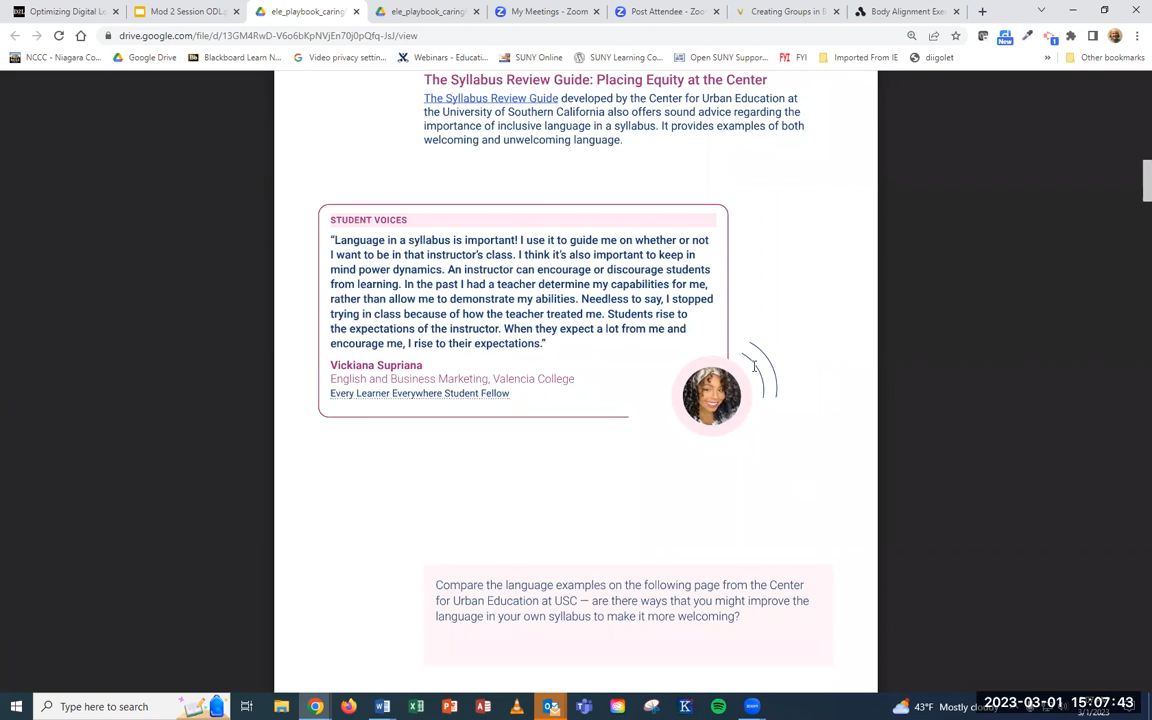 Optimizing Digital Le
Mod 2 Session ODL.g
ele_playbook_caring
ele_playbook_caring
My Meetings - Zoom
Post Attendee - Zoo
Creating Groups in B
Body Alignment Exe
drive.google.com/file/d/13GM4RwD-V6o6bKpNVjEn70j0pQfq-JsJ/view
NCCC - Niagara Co...
Google Drive
Blackboard Learn N...
Video privacy settin...
Webinars - Educati...
SUNY Online
SUNY Learning Co...
Open SUNY Suppor...
FYI
Imported From IE
diigolet
Other bookmarks
The Syllabus Review Guide: Placing Equity at the Center
The Syllabus Review Guide developed by the Center for Urban Education at
the University of Southern California also offers sound advice regarding the
importance of inclusive language in a syllabus. It provides examples of both
welcoming and unwelcoming language.
STUDENT VOICES
“Language in a syllabus is important! I use it to guide me on whether or not
I want to be in that instructor’s class. I think it’s also important to keep in
mind power dynamics. An instructor can encourage or discourage students
from learning. In the past I had a teacher determine my capabilities for me,
rather than allow me to demonstrate my abilities. Needless to say, I stopped
trying in class because of how the teacher treated me. Students rise to
the expectations of the instructor. When they expect a lot from me and
encourage me, I rise to their expectations.”
Vickiana Supriana
English and Business Marketing, Valencia College
Every Learner Everywhere Student Fellow
Compare the language examples on the following page from the Center
for Urban Education at USC — are there ways that you might improve the
language in your own syllabus to make it more welcoming?
Type here to search
43°F Mostly cloudy
2023-03-01 15:07:43
3/1/2023